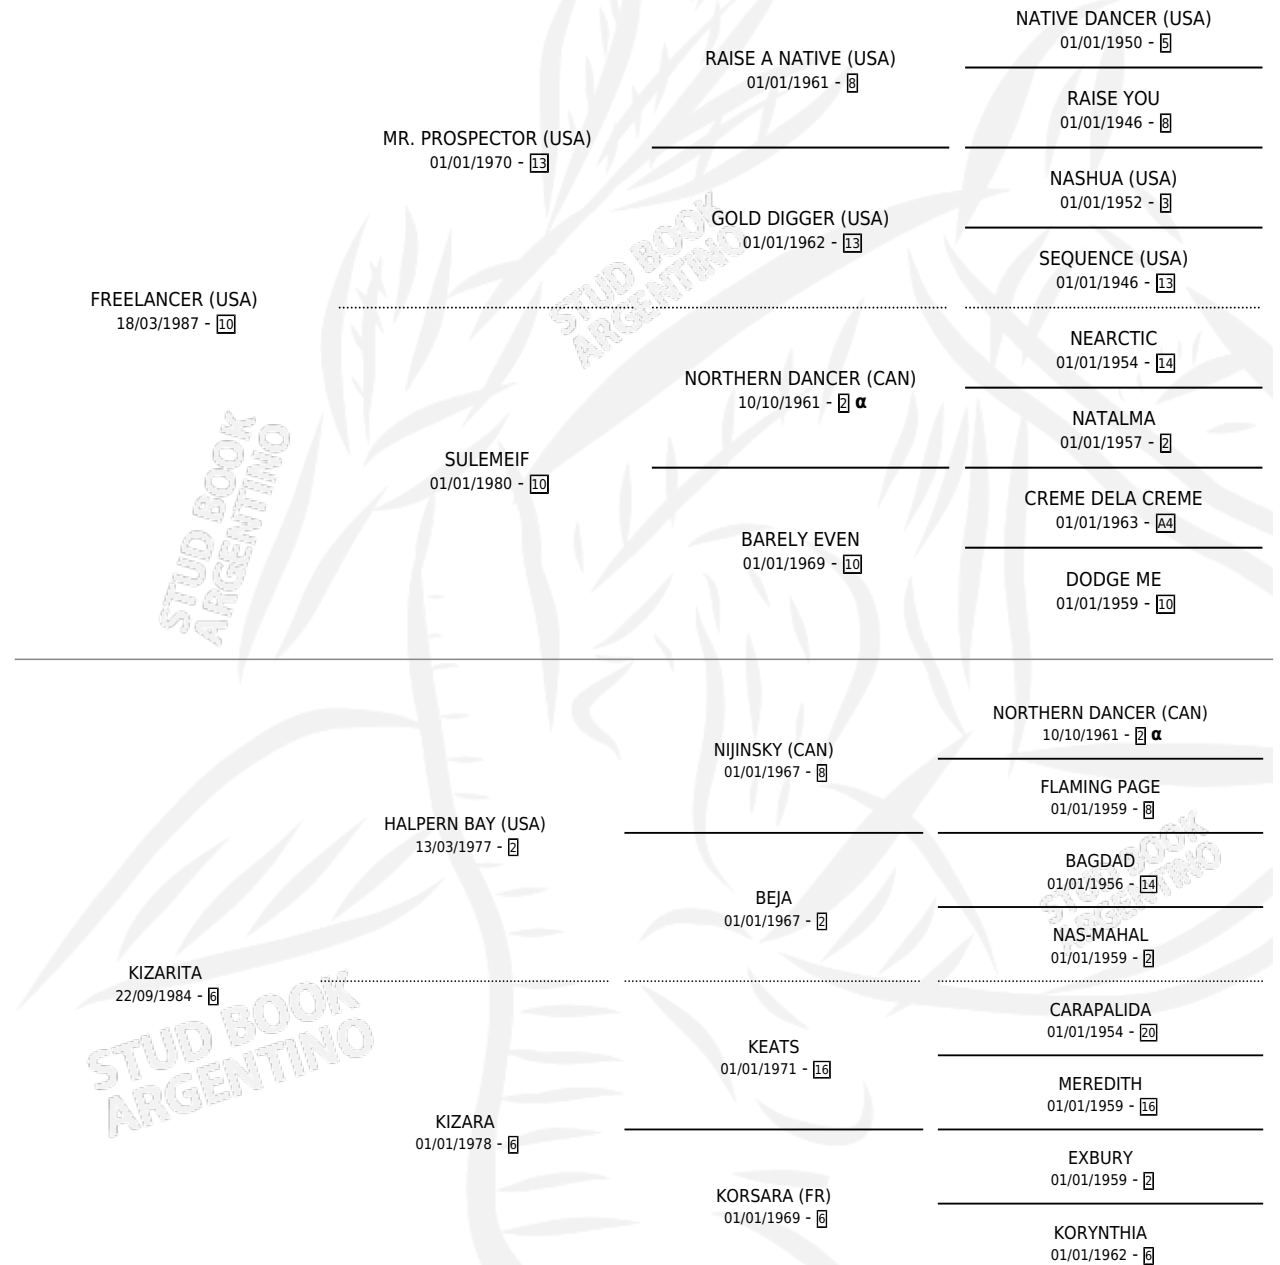 NATIVE DANCER (USA)
01/01/1950 - 5
RAISE A NATIVE (USA)
01/01/1961 - 8
RAISE YOU
01/01/1946 - 8
MR. PROSPECTOR (USA)
01/01/1970 - 13
NASHUA (USA)
01/01/1952 - 3
GOLD DIGGER (USA)
01/01/1962 - 13
SEQUENCE (USA)
01/01/1946 - 13
FREELANCER (USA)
18/03/1987 - 10
NEARCTIC
01/01/1954 - 14
NORTHERN DANCER (CAN)
10/10/1961 - 2 α
NATALMA
01/01/1957 - 2
SULEMEIF
01/01/1980 - 10
CREME DELA CREME
01/01/1963 - A4
BARELY EVEN
01/01/1969 - 10
DODGE ME
01/01/1959 - 10
NORTHERN DANCER (CAN)
10/10/1961 - 2 α
NIJINSKY (CAN)
01/01/1967 - 8
FLAMING PAGE
01/01/1959 - 8
HALPERN BAY (USA)
13/03/1977 - 2
BAGDAD
01/01/1956 - 14
BEJA
01/01/1967 - 2
NAS-MAHAL
01/01/1959 - 2
KIZARITA
22/09/1984 - 6
CARAPALIDA
01/01/1954 - 20
KEATS
01/01/1971 - 16
MEREDITH
01/01/1959 - 16
KIZARA
01/01/1978 - 6
EXBURY
01/01/1959 - 2
KORSARA (FR)
01/01/1969 - 6
KORYNTHIA
01/01/1962 - 6
STUD BOOK
ARGENTINO
STUD BOOK
ARGENTINO
STUD BOOK
ARGENTINO
STUD BOOK
ARGENTINO